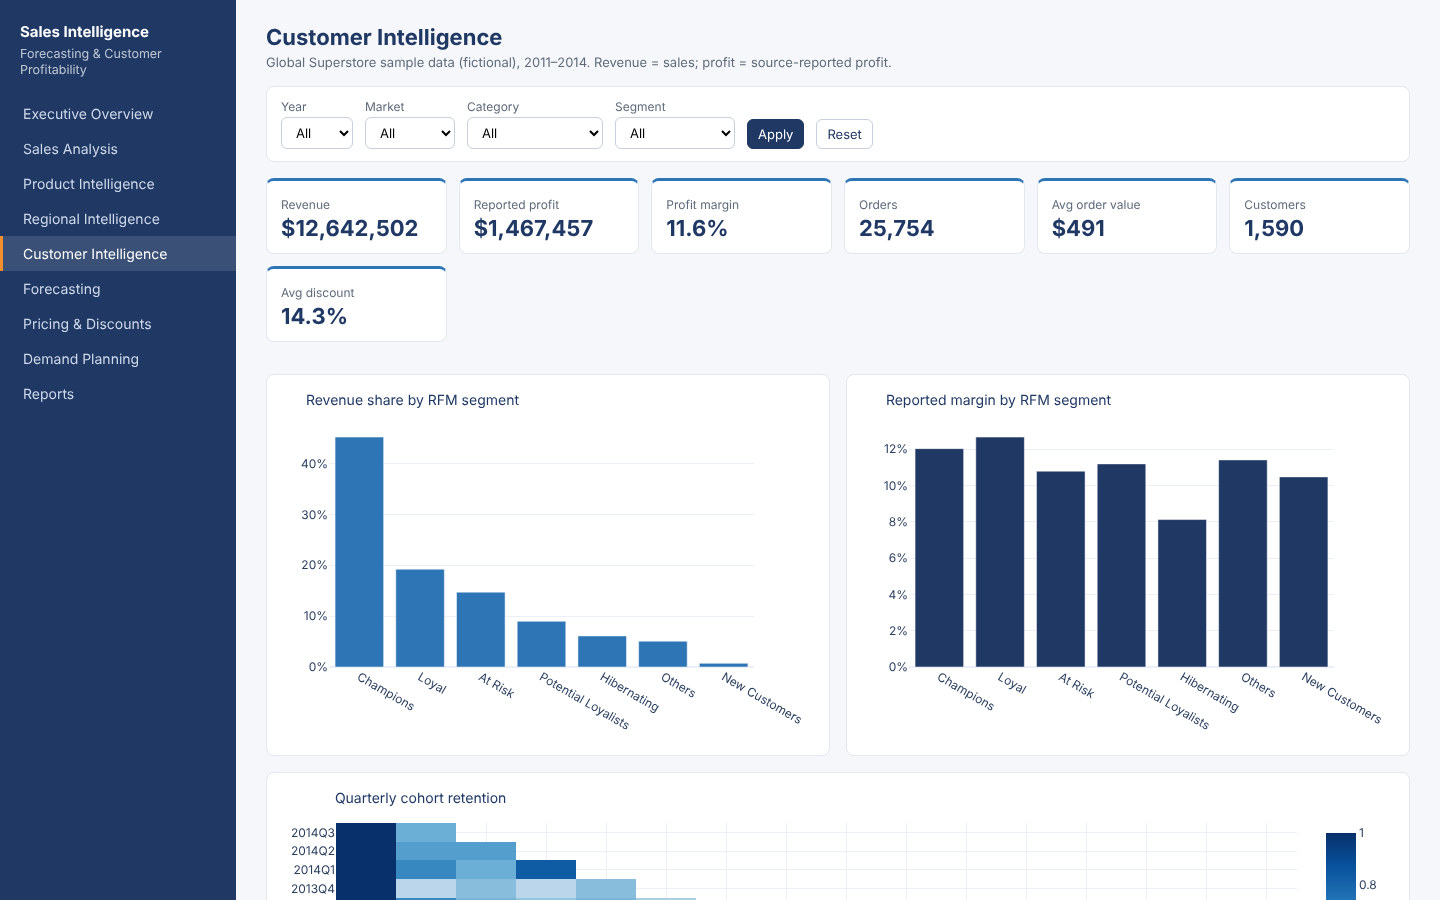 Sales Intelligence
Forecasting & Customer
Profitability
Executive Overview
Sales Analysis
Product Intelligence
Regional Intelligence
Customer Intelligence
Forecasting
Pricing & Discounts
Demand Planning
Reports
Customer Intelligence
Global Superstore sample data (fictional), 2011–2014. Revenue = sales; profit = source-reported profit.
Year Market Category Segment
All All All All Apply Reset
Revenue
$12,642,502
Reported profit
$1,467,457
Profit margin
11.6%
Orders
25,754
Avg order value
$491
Customers
1,590
Avg discount
14.3%
Revenue share by RFM segment
40%
30%
20%
10%
0%
Champions
Loyal
At Risk
Potential Loyalists
Hibernating
Others
New Customers
Reported margin by RFM segment
12%
10%
8%
6%
4%
2%
0%
Champions
Loyal
At Risk
Potential Loyalists
Hibernating
Others
New Customers
Quarterly cohort retention
2014Q3
2014Q2
2014Q1
2013Q4
1
0.8